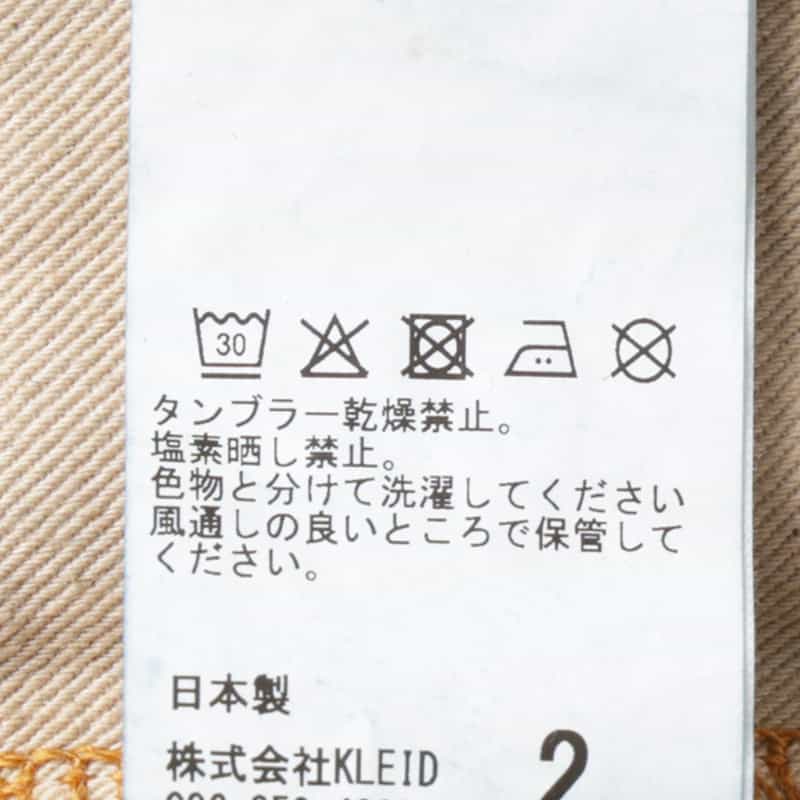 30
タンブラー乾燥禁止。
塩素晒し禁止。
色物と分けて洗濯してください
風通しの良いところで保管して
ください。
日本製
株式会社KLEID
2